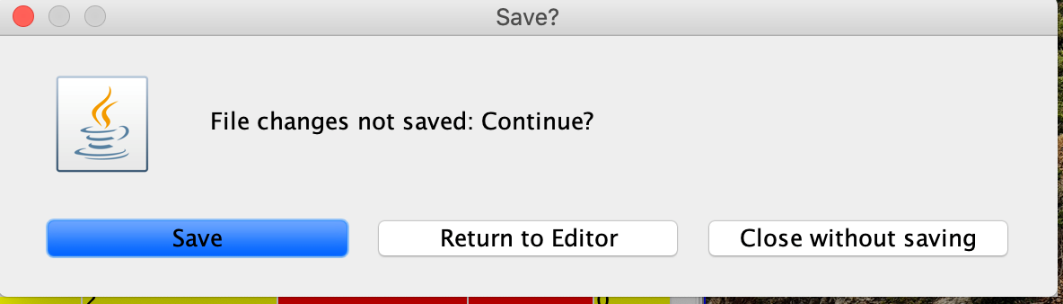 Save?
File changes not saved: Continue?
Save
Return to Editor
Close without saving